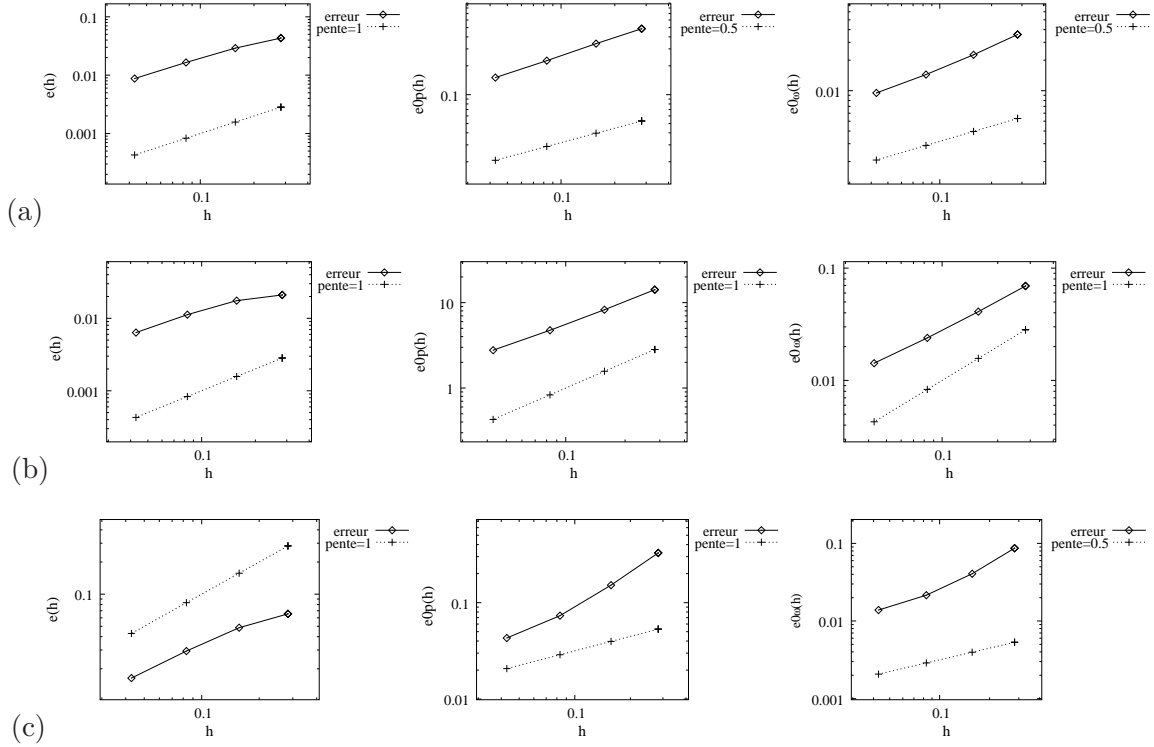 0.1
0.01
0.001
e(h)
0.1
h
erreur
pente=1
0.1
e0p(h)
0.1
h
erreur
pente=0.5
0.01
e0ω(h)
0.1
h
erreur
pente=0.5
(a)
0.01
0.001
e(h)
0.1
h
erreur
pente=1
10
1
e0p(h)
0.1
h
erreur
pente=1
0.1
0.01
e0ω(h)
0.1
h
erreur
pente=1
(b)
0.1
e(h)
0.1
h
erreur
pente=1
0.1
0.01
e0p(h)
0.1
h
erreur
pente=1
0.1
0.01
0.001
e0ω(h)
0.1
h
erreur
pente=0.5
(c)